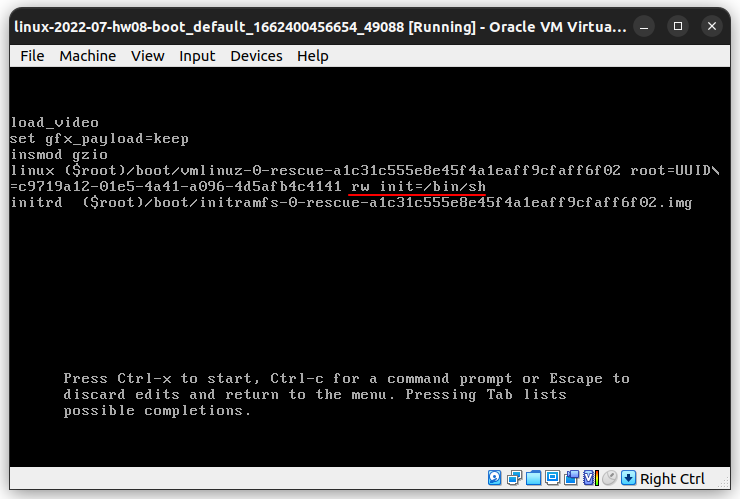 linux-2022-07-hw08-boot_default_1662400456654_49088 [Running] - Oracle VM Virtua...
File Machine View Input Devices Help
load_video
set gfx_payload=keep
insmod gzio
linux ($root)/boot/vmlinuz-0-rescue-a1c31c555e8e45f4a1eaff9cfaff6f02 root=UUID\
=c9719a12-01e5-4a41-a096-4d5afb4c4141 rw init=/bin/sh
initrd  ($root)/boot/initramfs-0-rescue-a1c31c555e8e45f4a1eaff9cfaff6f02.img
Press Ctrl-x to start, Ctrl-c for a command prompt or Escape to
discard edits and return to the menu. Pressing Tab lists
possible completions.
Right Ctrl